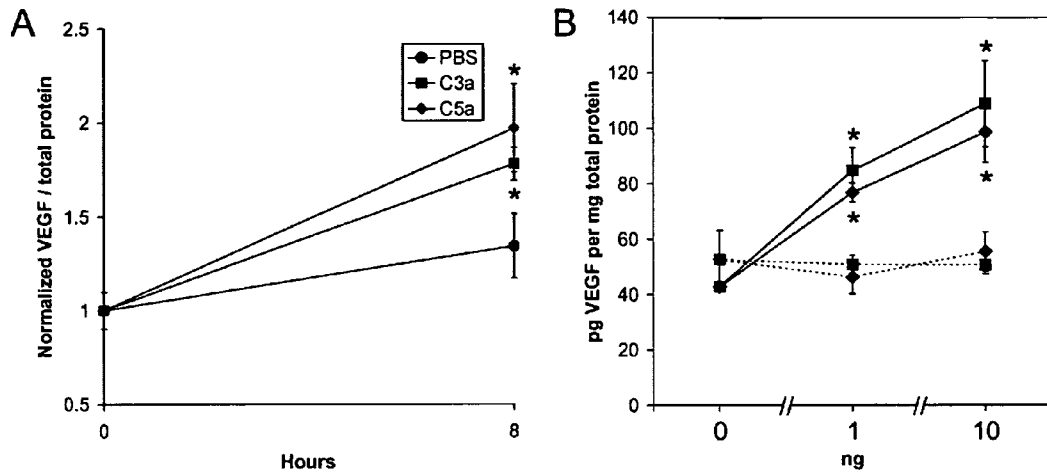 A
2.5
2
1.5
1
0.5
Normalized VEGF / total protein
PBS
C3a
C5a
*
*
0
8
Hours
B
140
120
100
80
60
40
20
0
pg VEGF per mg total protein
*
*
*
*
0
1
10
ng